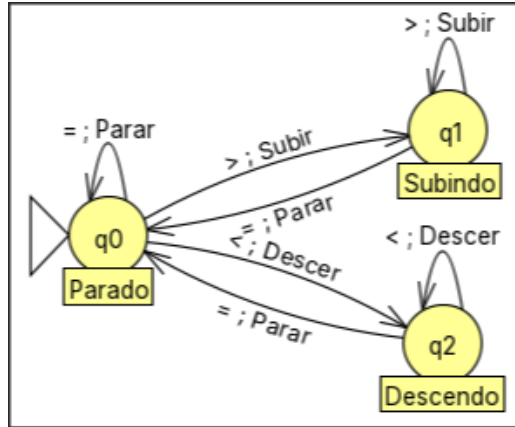 > ; Subir
= ; Parar
q1
> ; Subir
Subindo
= ; Parar
q0
< ; Descer
< ; Descer
Parado
= ; Parar
q2
Descendo